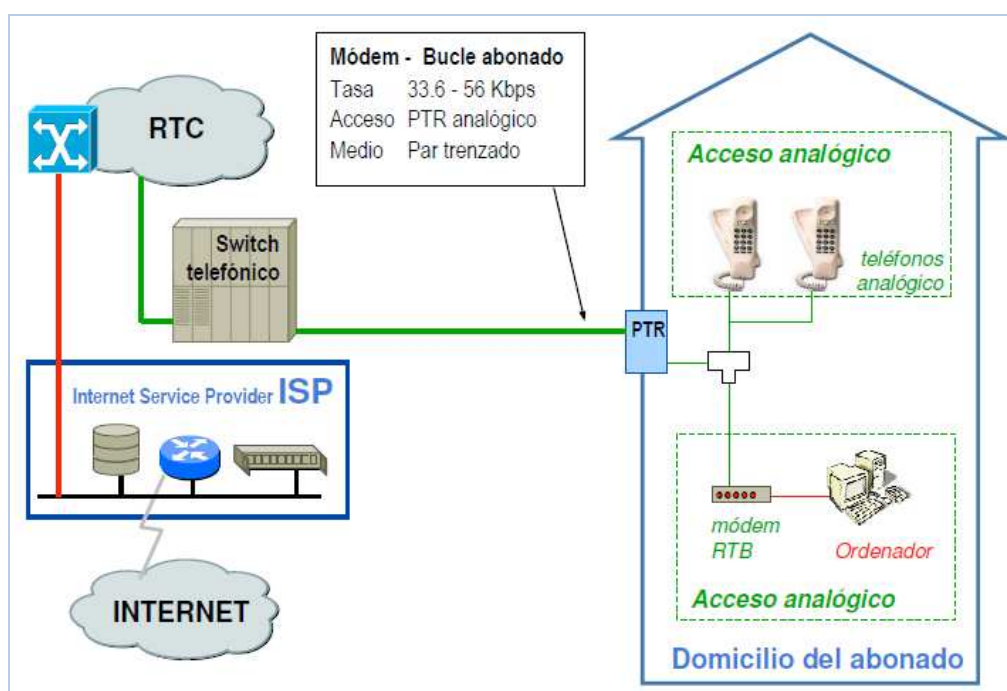 Módem - Bucle abonado
Tasa 33.6 - 56 Kbps
Acceso PTR analógico
Medio Par trenzado
RTC
Switch
telefónico
Internet Service Provider ISP
INTERNET
PTR
Acceso analógico
teléfonos
analógico
módem
RTB
Ordenador
Acceso analógico
Domicilio del abonado